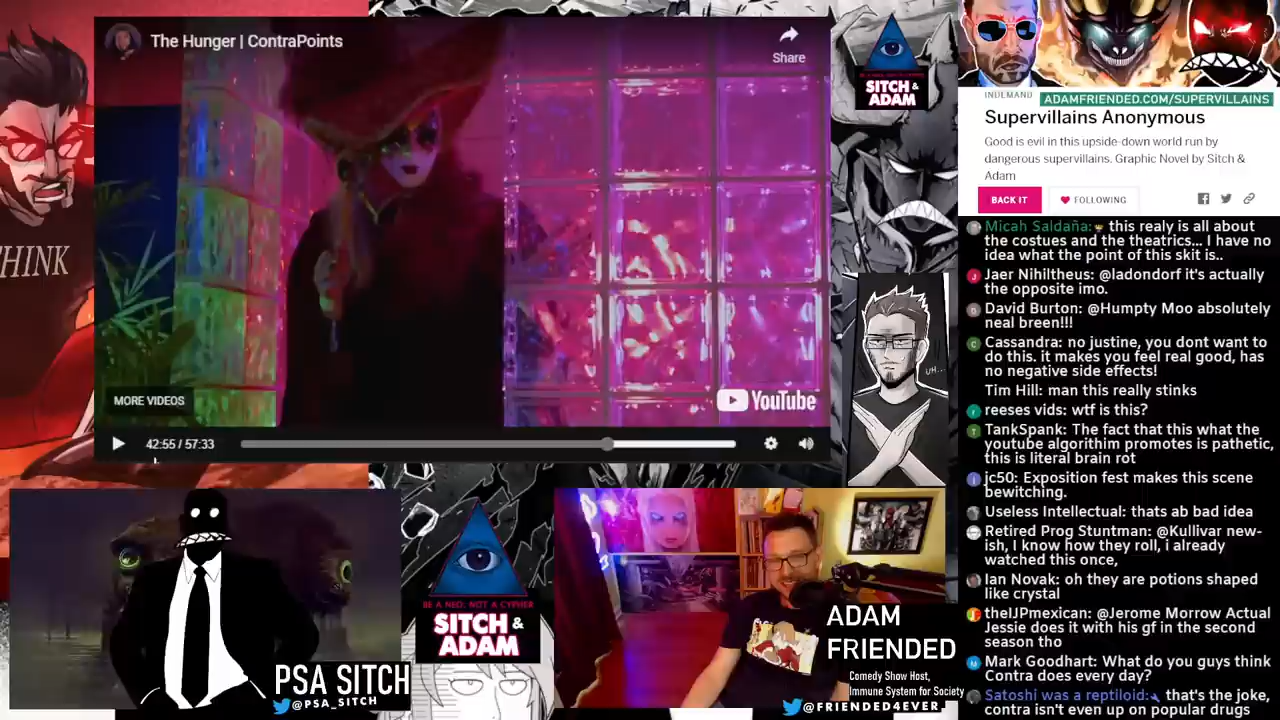 The Hunger | ContraPoints
Share
MORE VIDEOS
YouTube
42:55 / 57:33
THINK
BE A NEO, NOT A CYPHER
SITCH &
ADAM
UH...
PSA SITCH
@PSA_SITCH
BE A NEO, NOT A CYPHER
SITCH &
ADAM
ADAM
FRIENDED
Comedy Show Host,
Immune System for Society
@FRIENDED4EVER
INDEMAND
ADAMFRIENDED.COM/SUPERVILLAINS
Supervillains Anonymous
Good is evil in this upside-down world run by
dangerous supervillains. Graphic Novel by Sitch &
Adam
BACK IT
FOLLOWING
Micah Saldaña: this realy is all about
the costues and the theatrics... I have no
idea what the point of this skit is..
Jaer Nihiltheus: @ladondorf it's actually
the opposite imo.
David Burton: @Humpty Moo absolutely
neal breen!!!
Cassandra: no justine, you dont want to
do this. it makes you feel real good, has
no negative side effects!
Tim Hill: man this really stinks
reeses vids: wtf is this?
TankSpank: The fact that this what the
youtube algorithim promotes is pathetic,
this is literal brain rot
jc50: Exposition fest makes this scene
bewitching.
Useless Intellectual: thats ab bad idea
Retired Prog Stuntman: @Kullivar new-
ish, I know how they roll, i already
watched this once,
Ian Novak: oh they are potions shaped
like crystal
theIJPmexican: @Jerome Morrow Actual
Jessie does it with his gf in the second
season tho
Mark Goodhart: What do you guys think
Contra does every day?
Satoshi was a reptiloid: that's the joke,
contra isn't even up on popular drugs